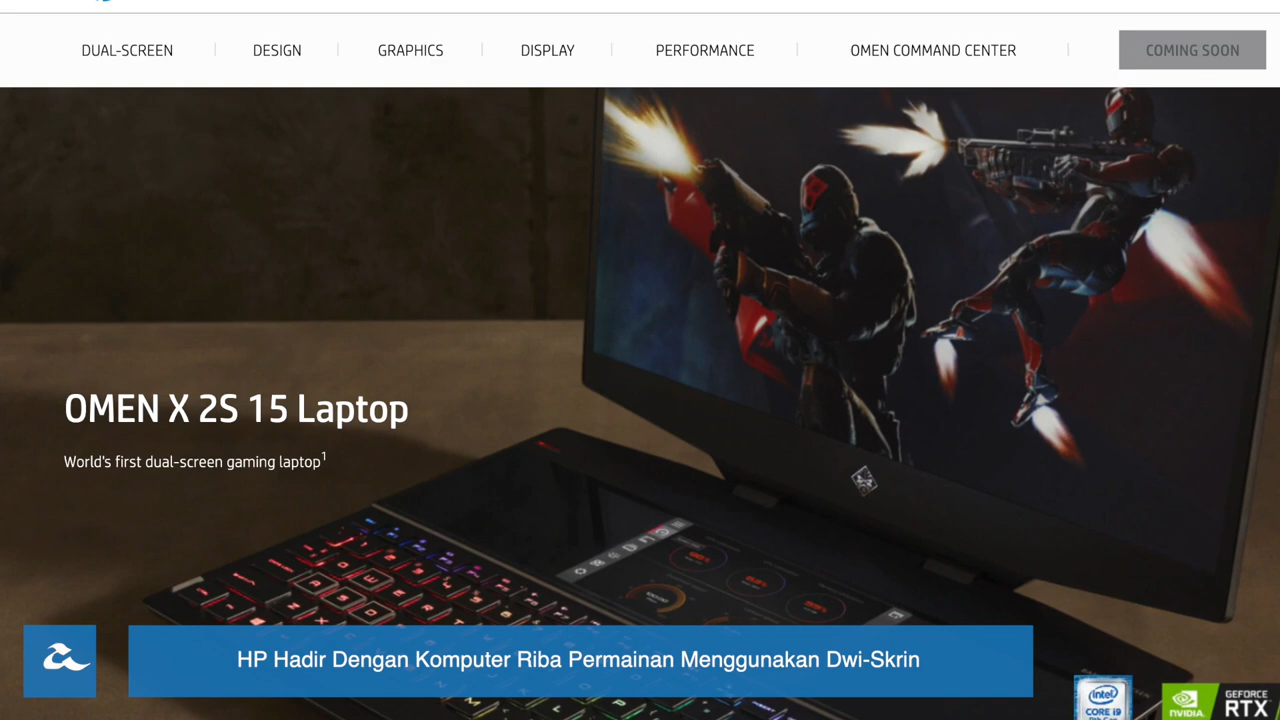 DUAL-SCREEN
DESIGN
GRAPHICS
DISPLAY
PERFORMANCE
OMEN COMMAND CENTER
COMING SOON
OMEN X 2S 15 Laptop
World's first dual-screen gaming laptop1
HP Hadir Dengan Komputer Riba Permainan Menggunakan Dwi-Skrin
intel
CORE i9
NVIDIA.
GEFORCE
RTX